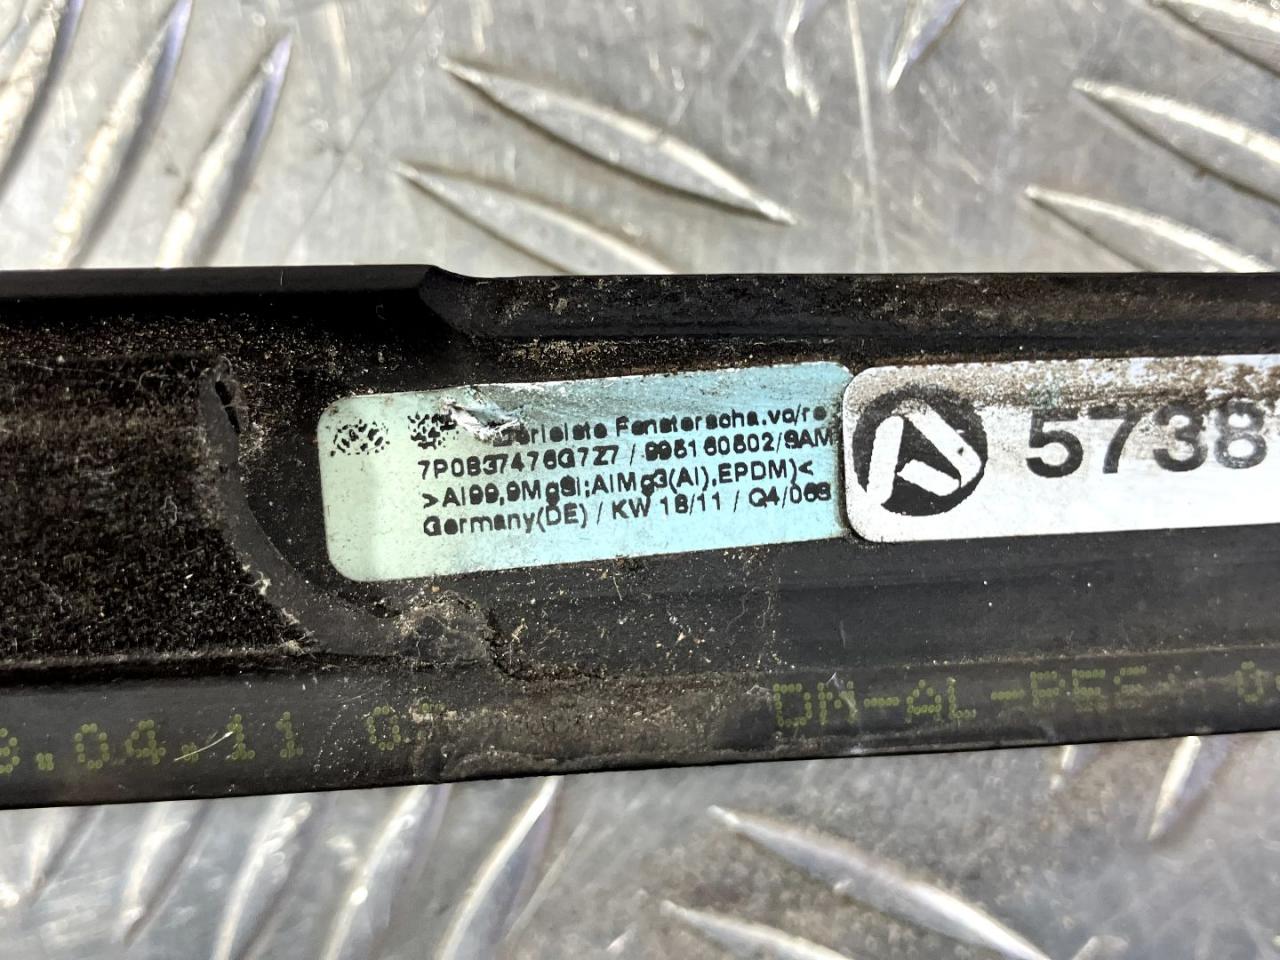 Fensterscha.vo/re
7P0837476G7Z7 / 995160602/9AM
>Al99,9MgSi;AlMg3(Al),EPDM)<
Germany(DE) / KW 18/11 / Q4/068
5738
.04.11
DN-AL-PES